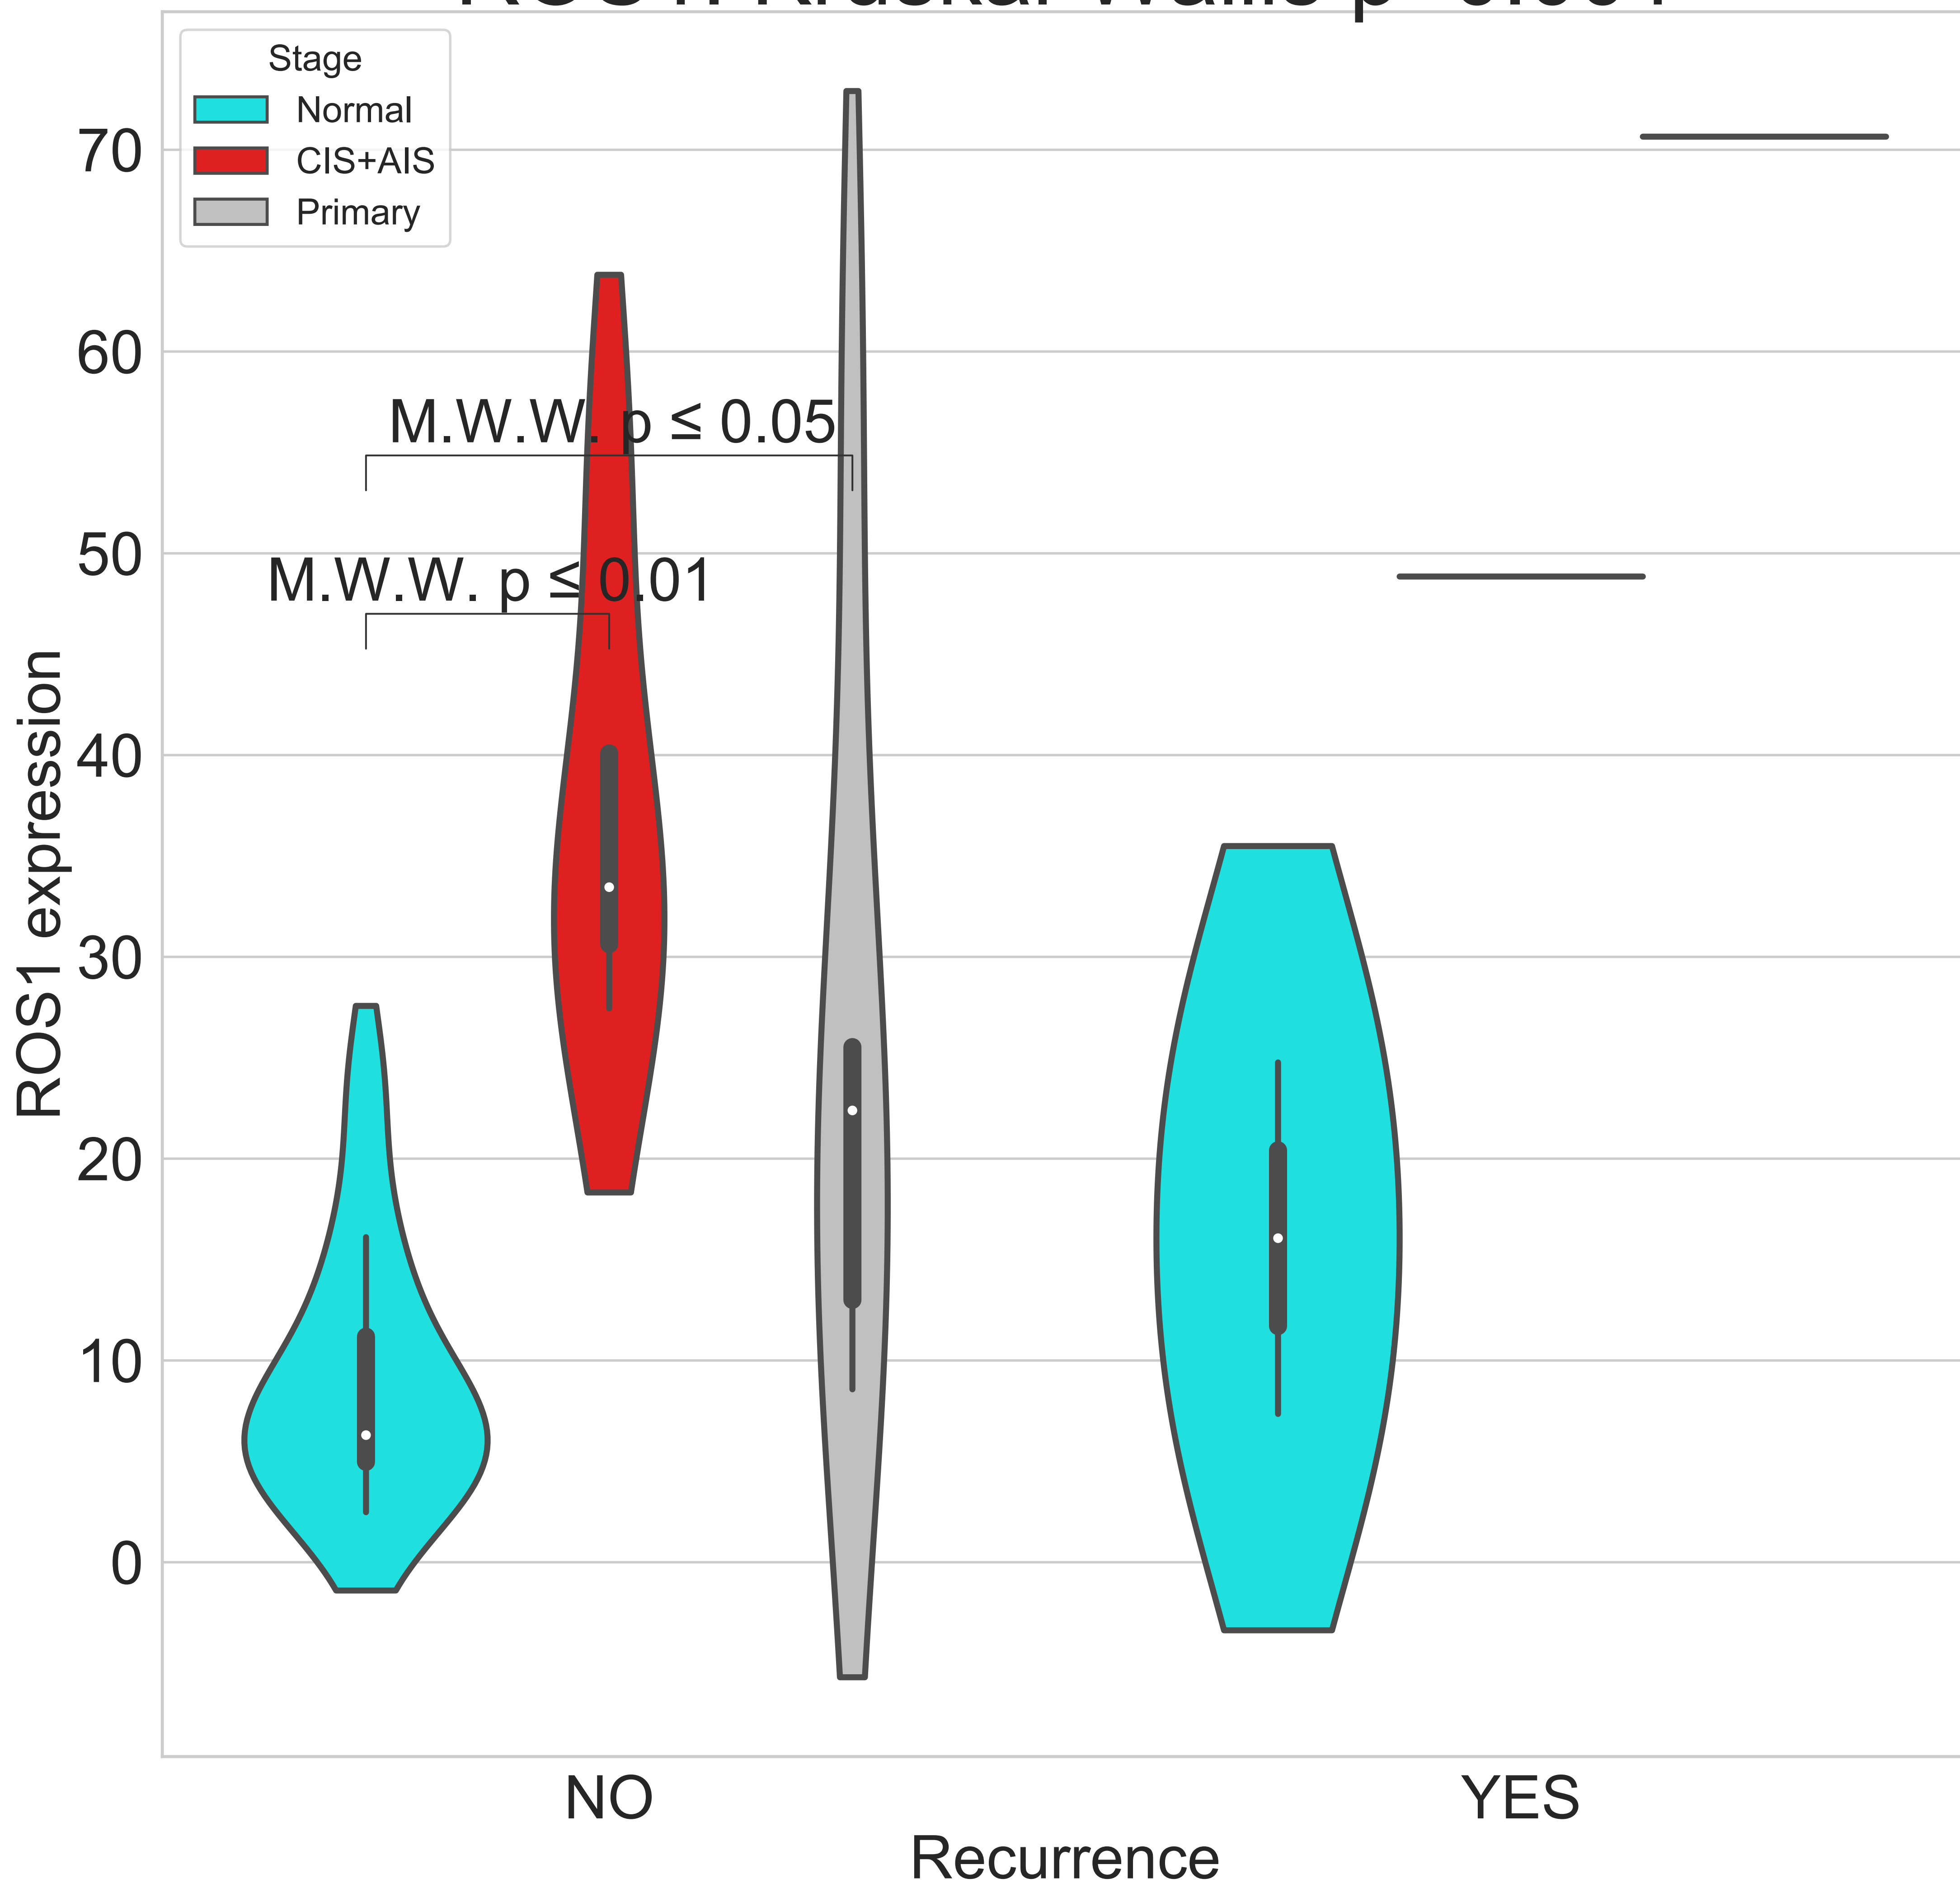 Stage
Normal
CIS+AIS
Primary
70
60
50
40
30
20
10
0
ROS1 expression
M.W.W. p ≤ 0.05
M.W.W. p ≤ 0.01
NO
YES
Recurrence